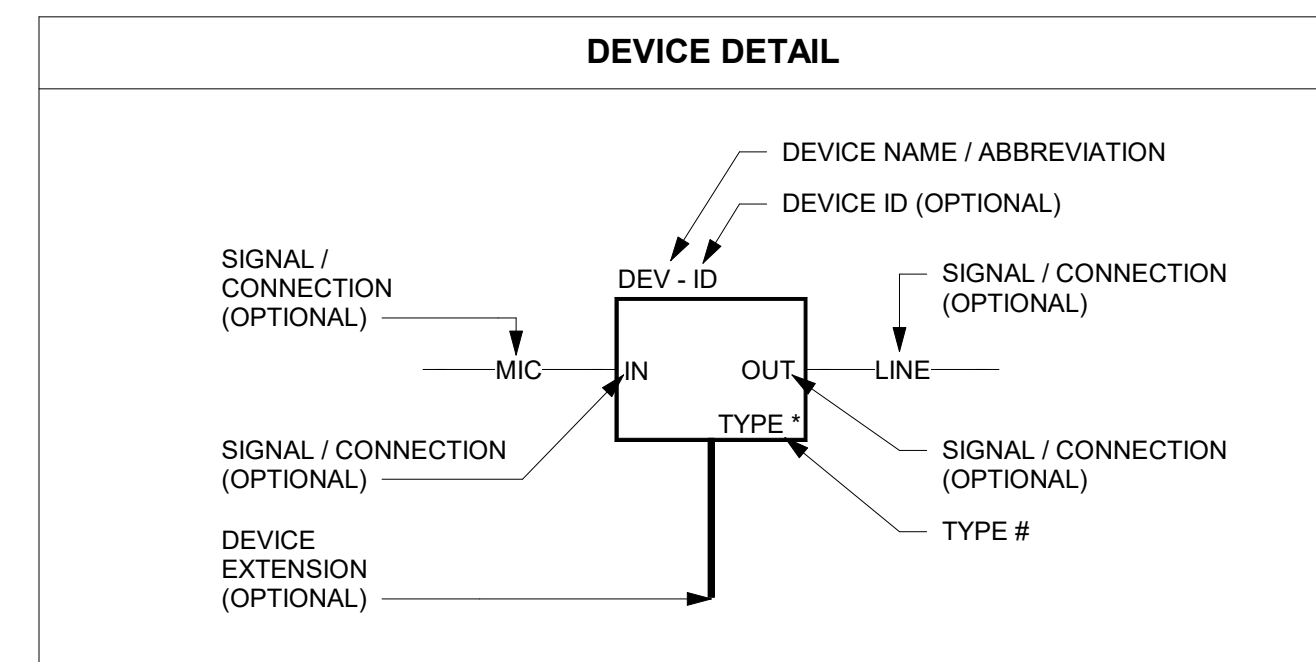 DEVICE DETAIL
DEVICE NAME / ABBREVIATION
DEVICE ID (OPTIONAL)
SIGNAL /
CONNECTION
(OPTIONAL)
DEV - ID
SIGNAL / CONNECTION
(OPTIONAL)
MIC
IN
OUT
LINE
TYPE *
SIGNAL / CONNECTION
(OPTIONAL)
SIGNAL / CONNECTION
(OPTIONAL)
TYPE #
DEVICE
EXTENSION
(OPTIONAL)